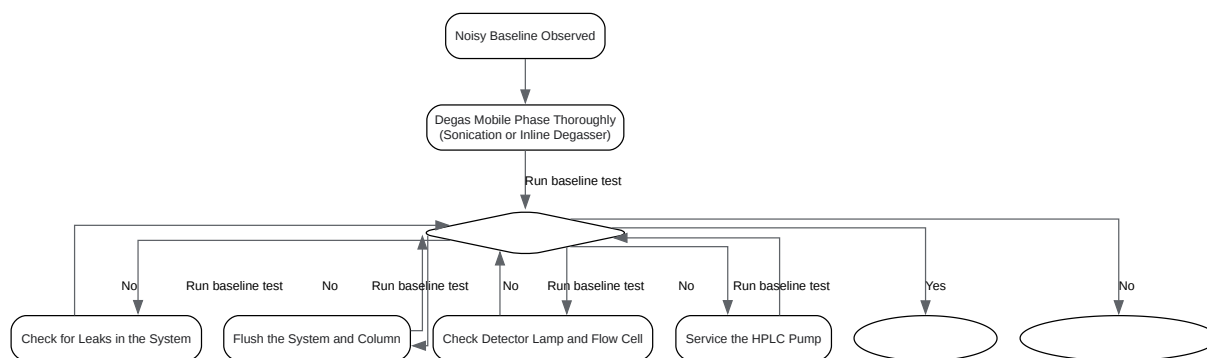 Noisy Baseline Observed
Degas Mobile Phase Thoroughly
(Sonication or Inline Degasser)
Run baseline test
No
Run baseline test
No
Run baseline test
No
Run baseline test
No
Run baseline test
Yes
No
Check for Leaks in the System
Flush the System and Column
Check Detector Lamp and Flow Cell
Service the HPLC Pump